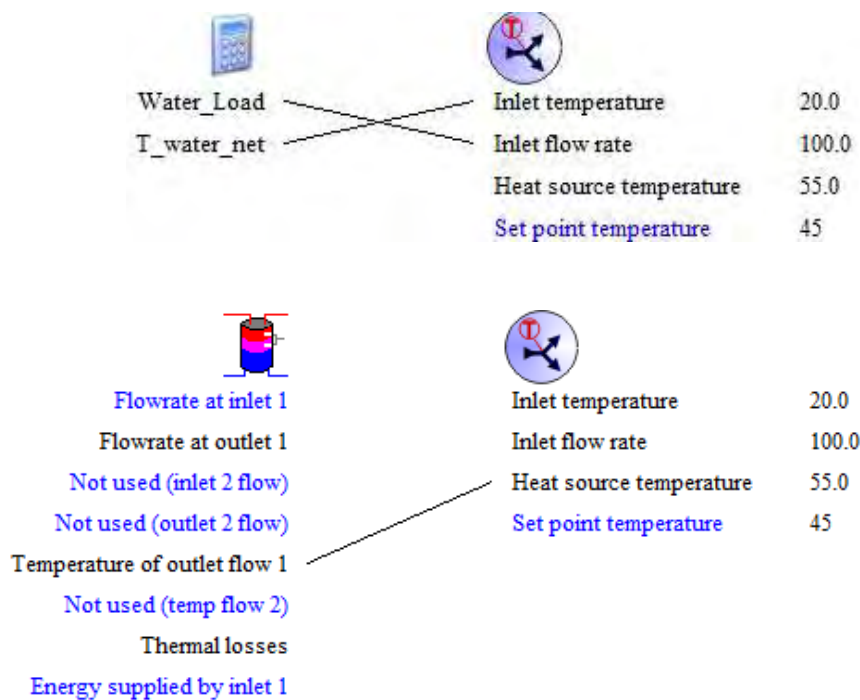 Water_Load Inlet temperature 20.0
T_water_net Inlet flow rate 100.0
Heat source temperature 55.0
Set point temperature 45
Flowrate at inlet 1 Inlet temperature 20.0
Flowrate at outlet 1 Inlet flow rate 100.0
Not used (inlet 2 flow) Heat source temperature 55.0
Not used (outlet 2 flow) Set point temperature 45
Temperature of outlet flow 1
Not used (temp flow 2)
Thermal losses
Energy supplied by inlet 1